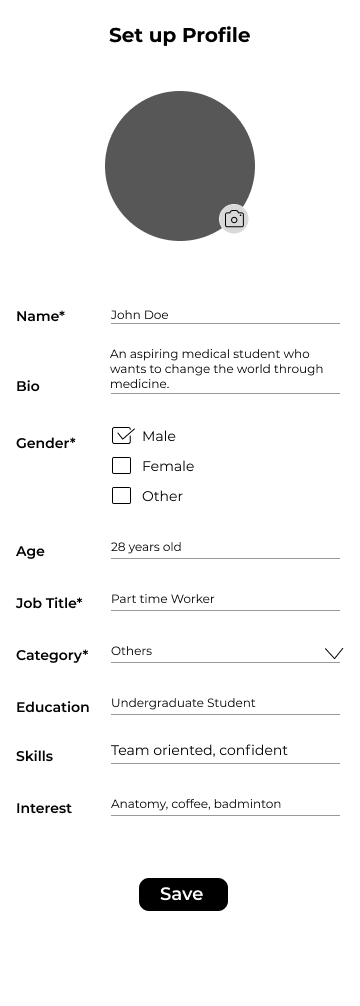 Set up Profile
Name*
John Doe
Bio
An aspiring medical student who
wants to change the world through
medicine.
Gender*
Male
Female
Other
Age
28 years old
Job Title*
Part time Worker
Category*
Others
Education
Undergraduate Student
Skills
Team oriented, confident
Interest
Anatomy, coffee, badminton
Save